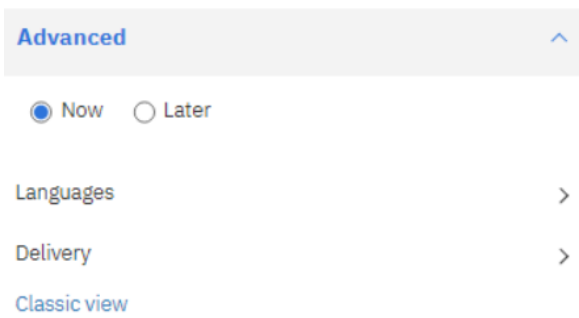 Advanced
Now Later
Languages
Delivery
Classic view